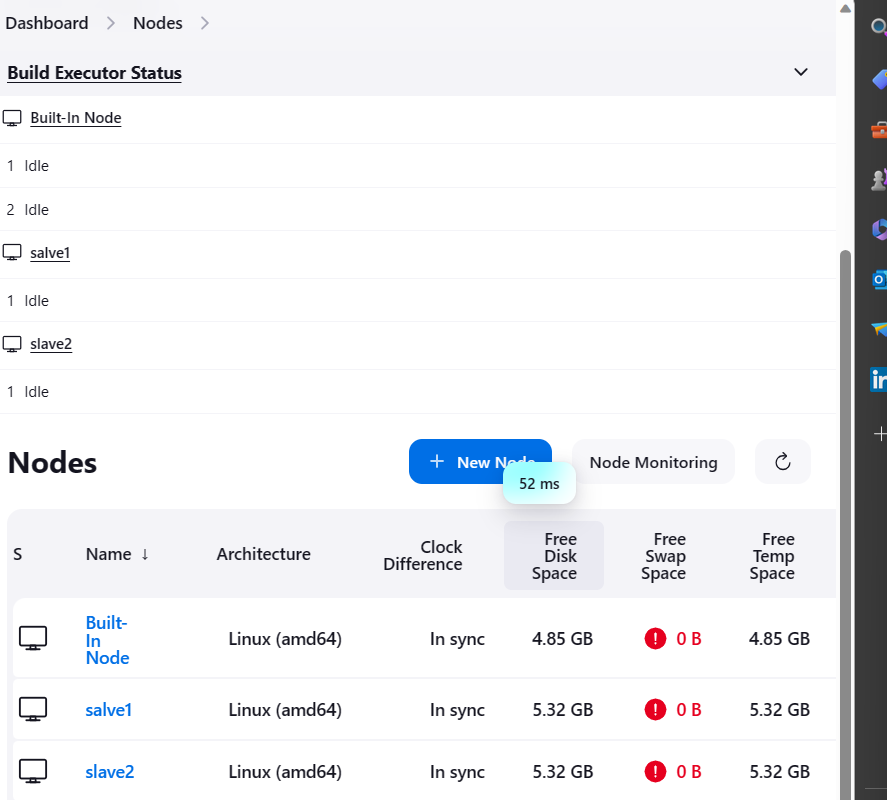 Dashboard > Nodes >
Build Executor Status
Built-In Node
1 Idle
2 Idle
salve1
1 Idle
slave2
1 Idle
Nodes
+ New Node
Node Monitoring
52 ms
S
Name ↓
Architecture
Clock
Difference
Free
Disk
Space
Free
Swap
Space
Free
Temp
Space
Built-
In
Node
Linux (amd64)
In sync
4.85 GB
0 B
4.85 GB
salve1
Linux (amd64)
In sync
5.32 GB
0 B
5.32 GB
slave2
Linux (amd64)
In sync
5.32 GB
0 B
5.32 GB